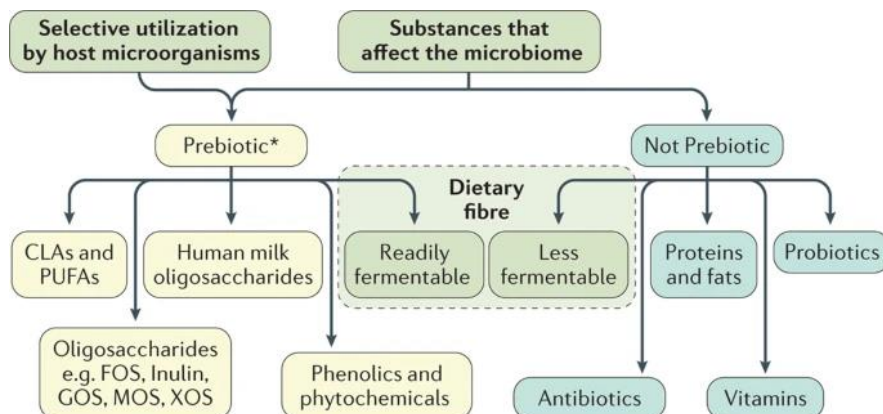 Selective utilization
by host microorganisms
Substances that
affect the microbiome
Prebiotic*
Not Prebiotic
Dietary
fibre
CLAs and
PUFAs
Human milk
oligosaccharides
Readily
fermentable
Less
fermentable
Proteins
and fats
Probiotics
Oligosaccharides
e.g. FOS, Inulin,
GOS, MOS, XOS
Phenolics and
phytochemicals
Antibiotics
Vitamins